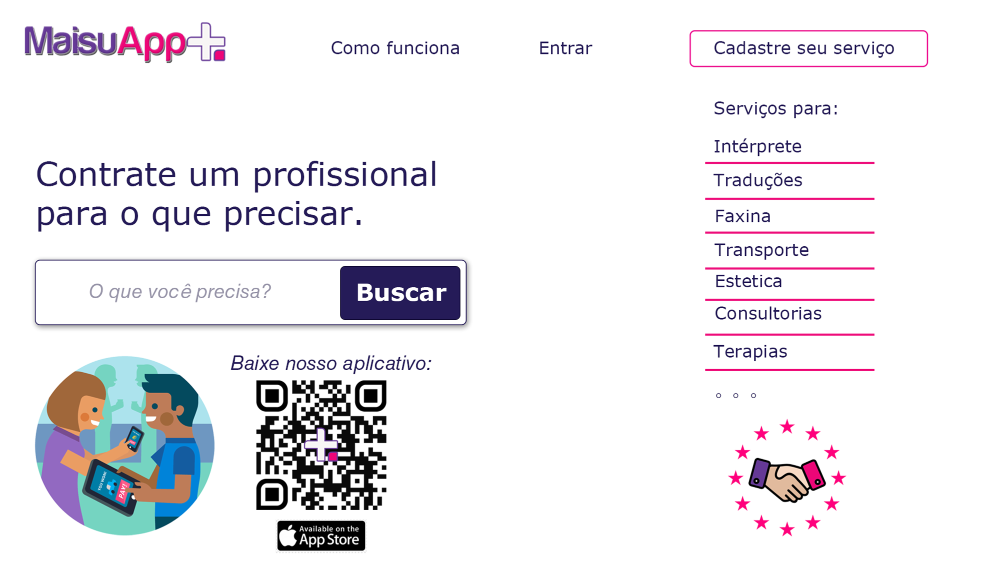 MaisuApp
Como funciona
Entrar
Cadastre seu serviço
Serviços para:
Intérprete
Traduções
Faxina
Transporte
Estetica
Consultorias
Terapias
Contrate um profissional
para o que precisar.
O que você precisa?
Buscar
Baixe nosso aplicativo:
YOU WON!
PAY!
Available on the
App Store